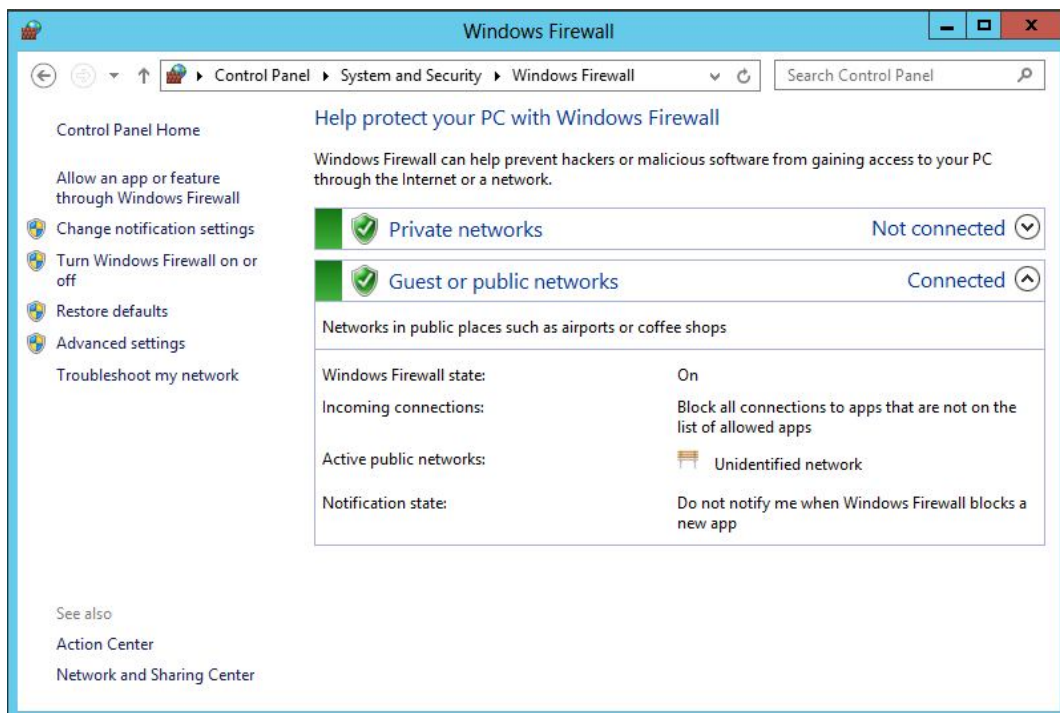 Windows Firewall
Control Panel ▸ System and Security ▸ Windows Firewall
Search Control Panel
Control Panel Home
Allow an app or feature
through Windows Firewall
Change notification settings
Turn Windows Firewall on or
off
Restore defaults
Advanced settings
Troubleshoot my network
See also
Action Center
Network and Sharing Center
Help protect your PC with Windows Firewall
Windows Firewall can help prevent hackers or malicious software from gaining access to your PC
through the Internet or a network.
Private networks Not connected
Guest or public networks Connected
Networks in public places such as airports or coffee shops
Windows Firewall state: On
Incoming connections: Block all connections to apps that are not on the
list of allowed apps
Active public networks: Unidentified network
Notification state: Do not notify me when Windows Firewall blocks a
new app